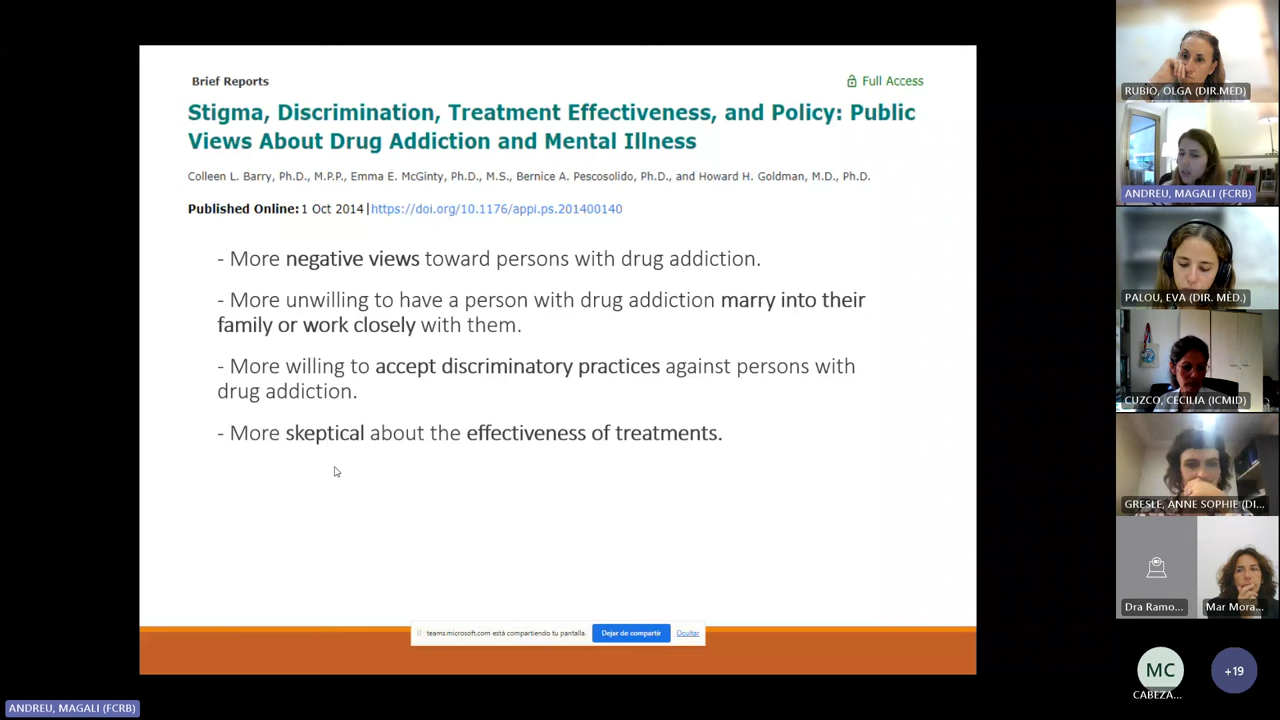 Brief Reports
Full Access
Stigma, Discrimination, Treatment Effectiveness, and Policy: Public
Views About Drug Addiction and Mental Illness
Colleen L. Barry, Ph.D., M.P.P., Emma E. McGinty, Ph.D., M.S., Bernice A. Pescosolido, Ph.D., and Howard H. Goldman, M.D., Ph.D.
Published Online: 1 Oct 2014 | https://doi.org/10.1176/appi.ps.201400140
- More negative views toward persons with drug addiction.
- More unwilling to have a person with drug addiction marry into their
family or work closely with them.
- More willing to accept discriminatory practices against persons with
drug addiction.
- More skeptical about the effectiveness of treatments.
teams.microsoft.com está compartiendo tu pantalla.
Dejar de compartir
Ocultar
RUBIO, OLGA (DIR.MED)
ANDREU, MAGALI (FCRB)
PALOU, EVA (DIR. MÈD.)
CUZCO, CECILIA (ICMID)
GRESLE, ANNE SOPHIE (DI...
Dra Ramo...
Mar Mora...
MC
CABEZA...
+19
ANDREU, MAGALI (FCRB)